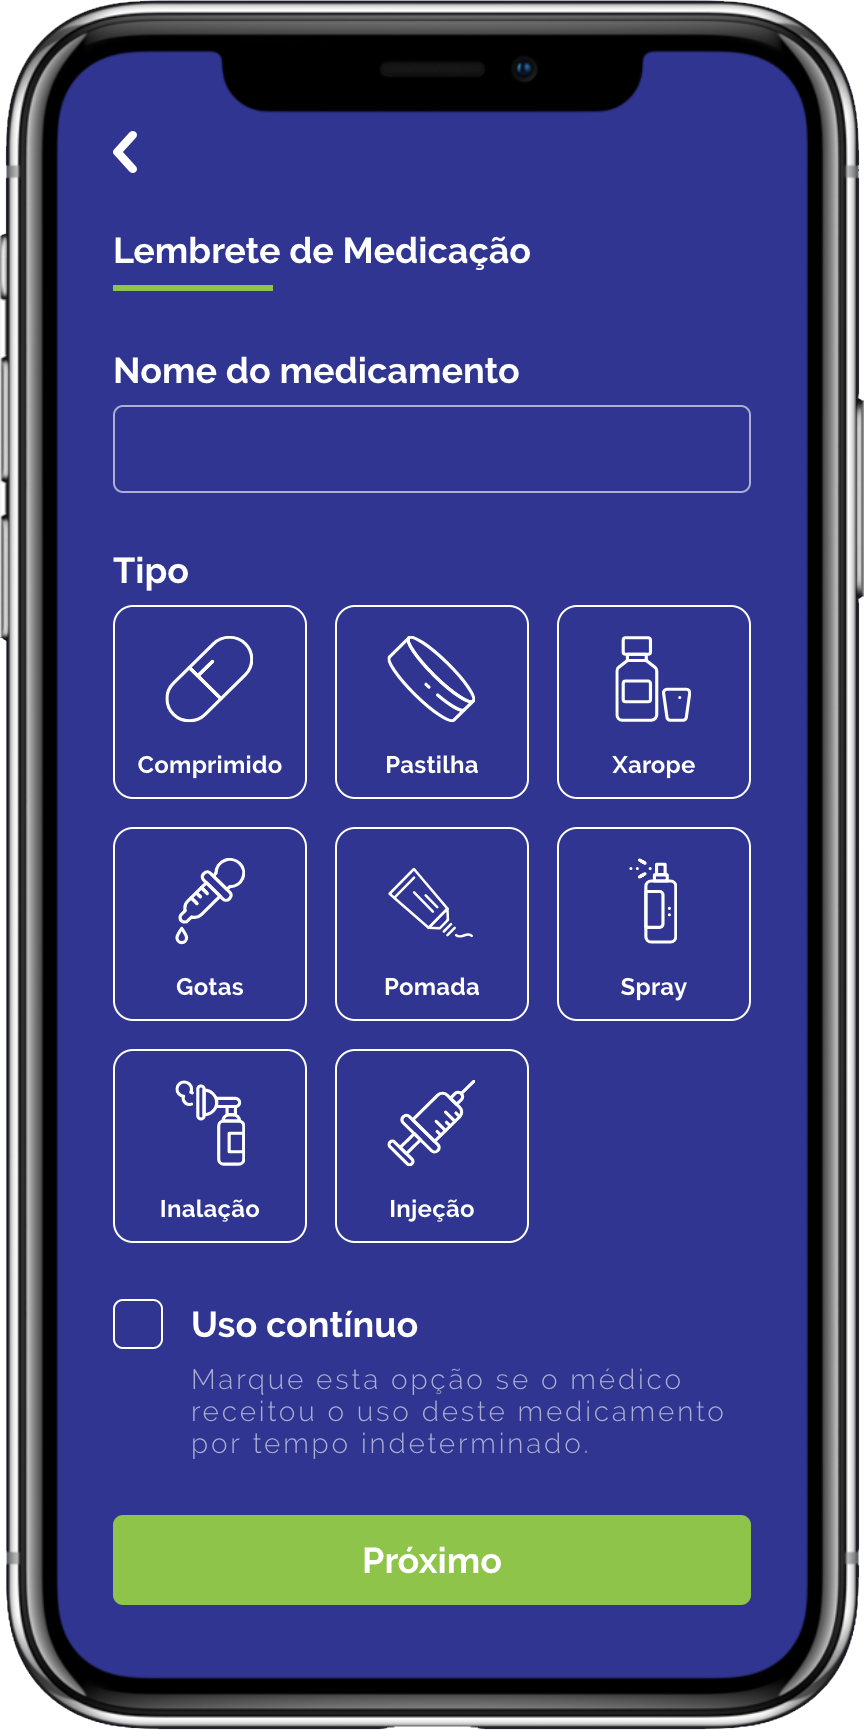 Lembrete de Medicação
Nome do medicamento
Tipo
Comprimido
Pastilha
Xarope
Gotas
Pomada
Spray
Inalação
Injeção
Uso contínuo
Marque esta opção se o médico
receitou o uso deste medicamento
por tempo indeterminado.
Próximo